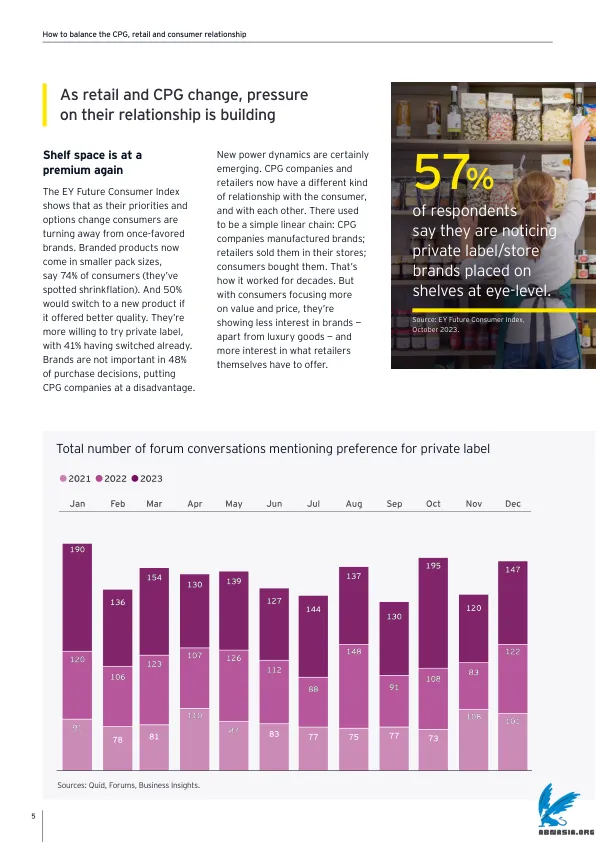 How to balance the CPG, retail and consumer relationship
As retail and CPG change, pressure
on their relationship is building
Shelf space is at a
premium again
The EY Future Consumer Index
shows that as their priorities and
options change consumers are
turning away from once-favored
brands. Branded products now
come in smaller pack sizes,
say 74% of consumers (they’ve
spotted shrinkflation). And 50%
would switch to a new product if
it offered better quality. They’re
more willing to try private label,
with 41% having switched already.
Brands are not important in 48%
of purchase decisions, putting
CPG companies at a disadvantage.
New power dynamics are certainly
emerging. CPG companies and
retailers now have a different kind
of relationship with the consumer,
and with each other. There used
to be a simple linear chain: CPG
companies manufactured brands;
retailers sold them in their stores;
consumers bought them. That’s
how it worked for decades. But
with consumers focusing more
on value and price, they’re
showing less interest in brands —
apart from luxury goods — and
more interest in what retailers
themselves have to offer.
57%
of respondents
say they are noticing
private label/store
brands placed on
shelves at eye-level.
Source: EY Future Consumer Index,
October 2023.
Total number of forum conversations mentioning preference for private label
2021 2022 2023
Jan Feb Mar Apr May Jun Jul Aug Sep Oct Nov Dec
190 136 154 130 139 127 144 137 130 195 120 147
120 106 123 107 126 112 88 148 91 108 83 122
91 78 81 83 77 75 77 73 106 101
Sources: Quid, Forums, Business Insights.
5
ABNASIA.ORG